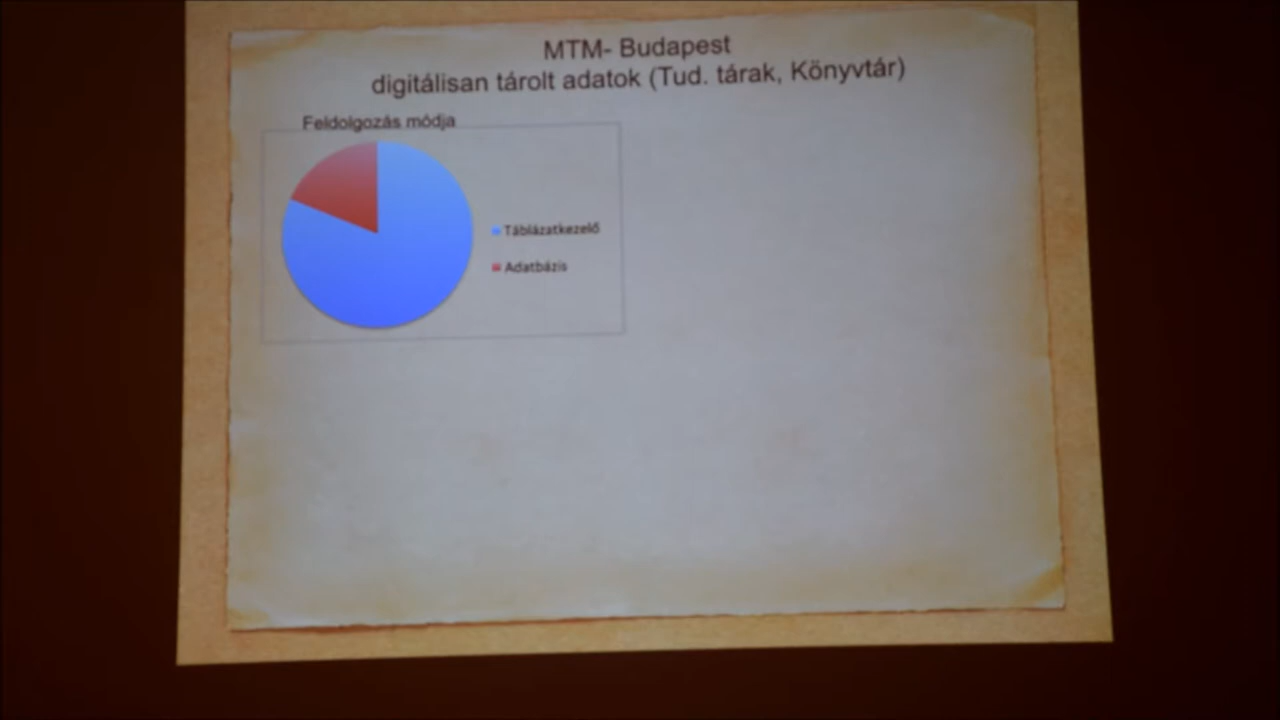 MTM- Budapest
digitálisan tárolt adatok (Tud. tárak, Könyvtár)
Feldolgozás módja
Táblázatkezelő
Adatbázis